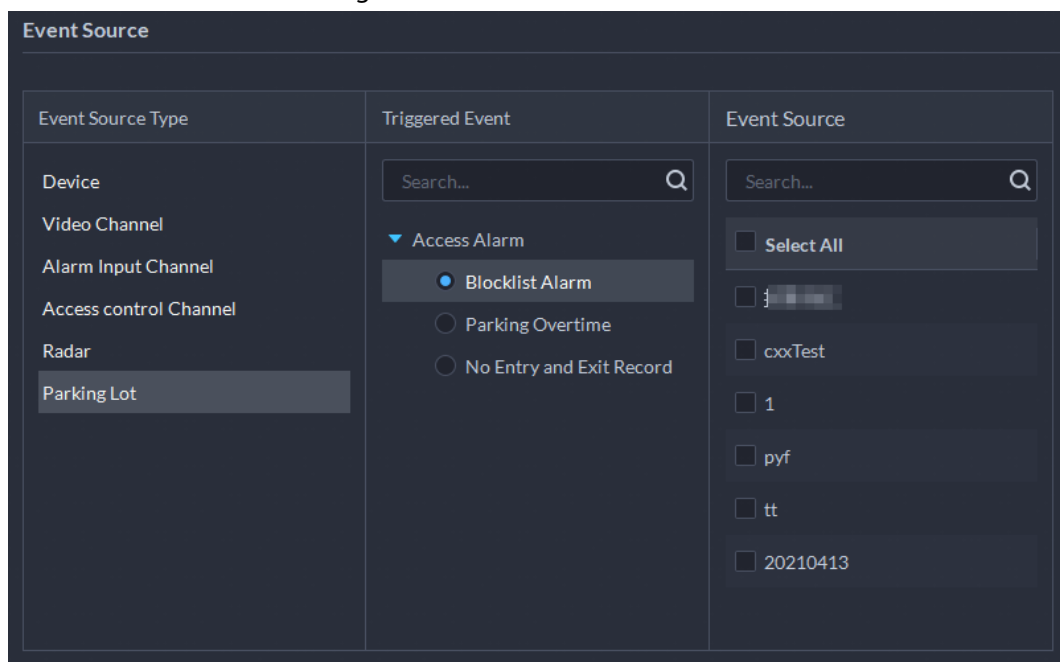 Event Source
Event Source Type
Device
Video Channel
Alarm Input Channel
Access control Channel
Radar
Parking Lot
Triggered Event
Search...
Access Alarm
Blocklist Alarm
Parking Overtime
No Entry and Exit Record
Event Source
Search...
Select All
cxxTest
1
pyf
tt
20210413